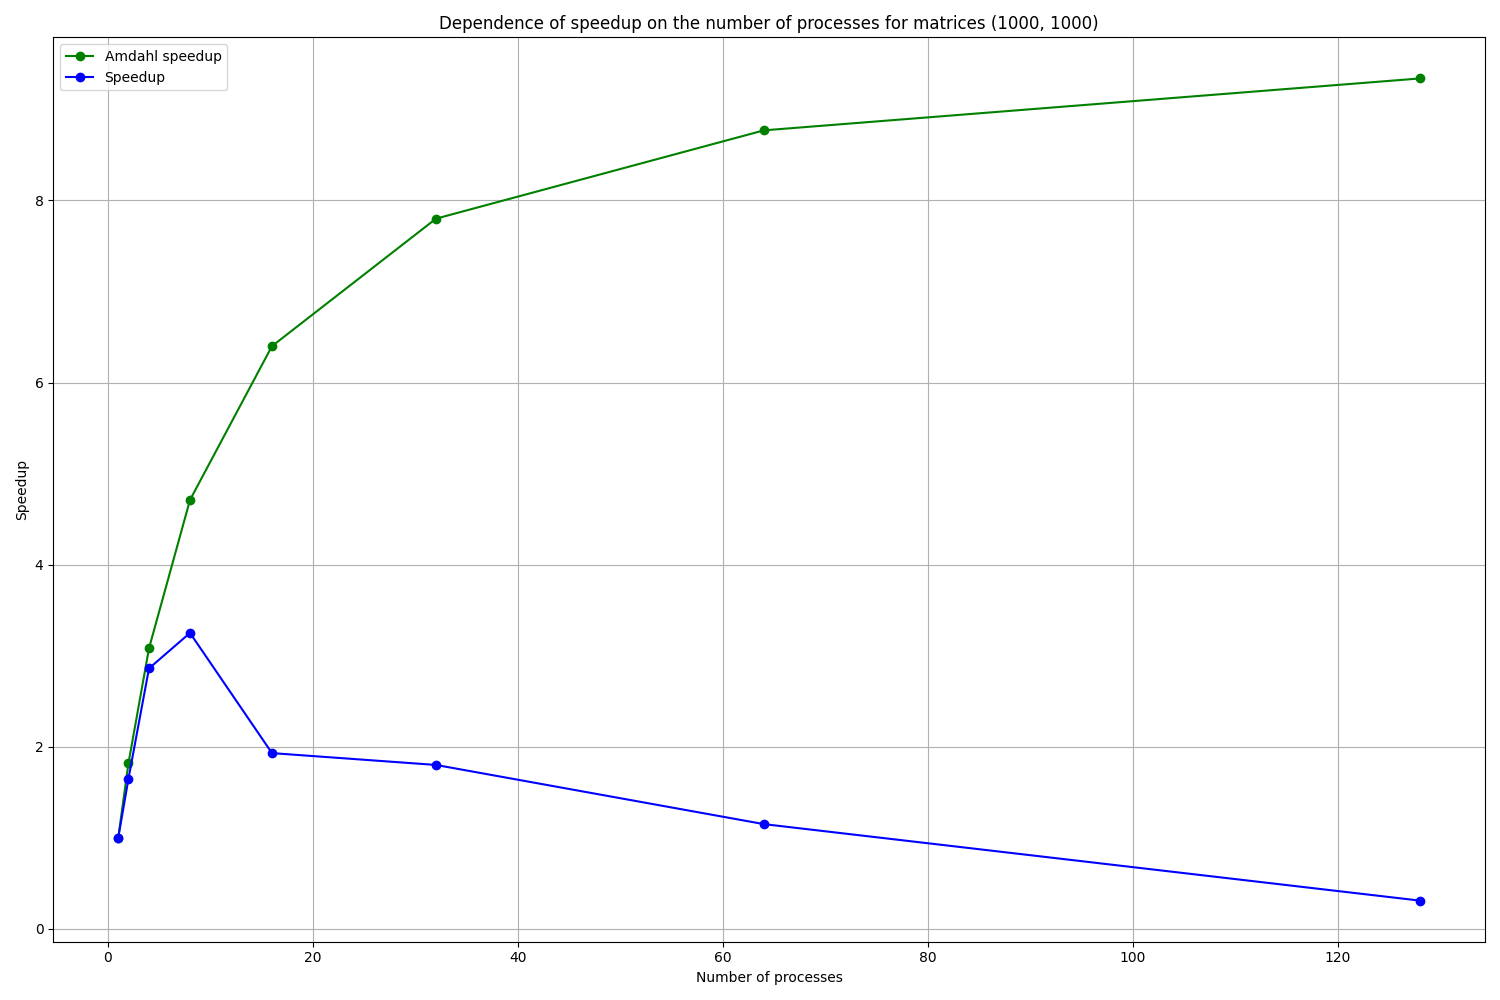 Dependence of speedup on the number of processes for matrices (1000, 1000)
Amdahl speedup
Speedup
8
6
4
2
0
Speedup
0 20 40 60 80 100 120
Number of processes